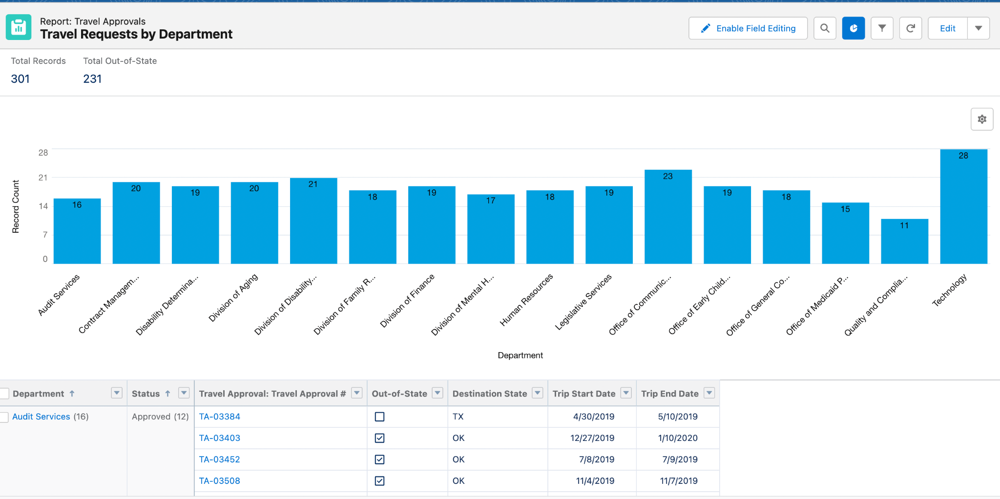 Report: Travel Approvals
Travel Requests by Department
Enable Field Editing
Edit
Total Records
Total Out-of-State
301
231
28
21
14
7
0
Record Count
16
20
19
20
21
18
19
17
18
19
23
19
18
15
11
28
Audit Services
Contract Managem...
Disability Determina...
Division of Aging
Division of Disability...
Division of Family R...
Division of Finance
Division of Mental H...
Human Resources
Legislative Services
Office of Communic...
Office of Early Child...
Office of General Co...
Office of Medicaid P...
Quality and Complia...
Technology
Department
Department ↑ Status ↑ Travel Approval: Travel Approval # Out-of-State Destination State Trip Start Date Trip End Date
Audit Services (16) Approved (12) TA-03384 TX 4/30/2019 5/10/2019
TA-03403 OK 12/27/2019 1/10/2020
TA-03452 OK 7/8/2019 7/9/2019
TA-03508 OK 11/4/2019 11/7/2019